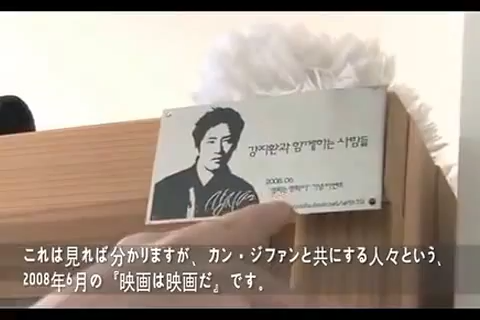 강지환과 함께하는 사람들
2008.06.
これは見れば分かりますが、カン・ジファンと共にする人々という、
2008年6月の『映画は映画だ』です。